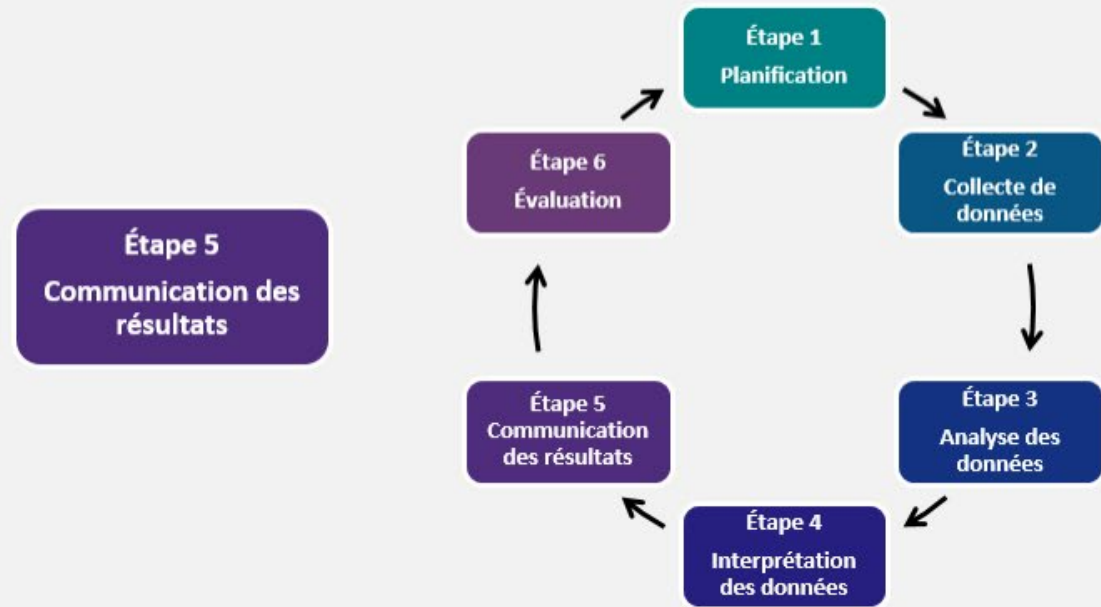 Étape 5
Communication des
résultats
Étape 1
Planification
Étape 2
Collecte de
données
Étape 3
Analyse des
données
Étape 4
Interprétation
des données
Étape 5
Communication
des résultats
Étape 6
Évaluation